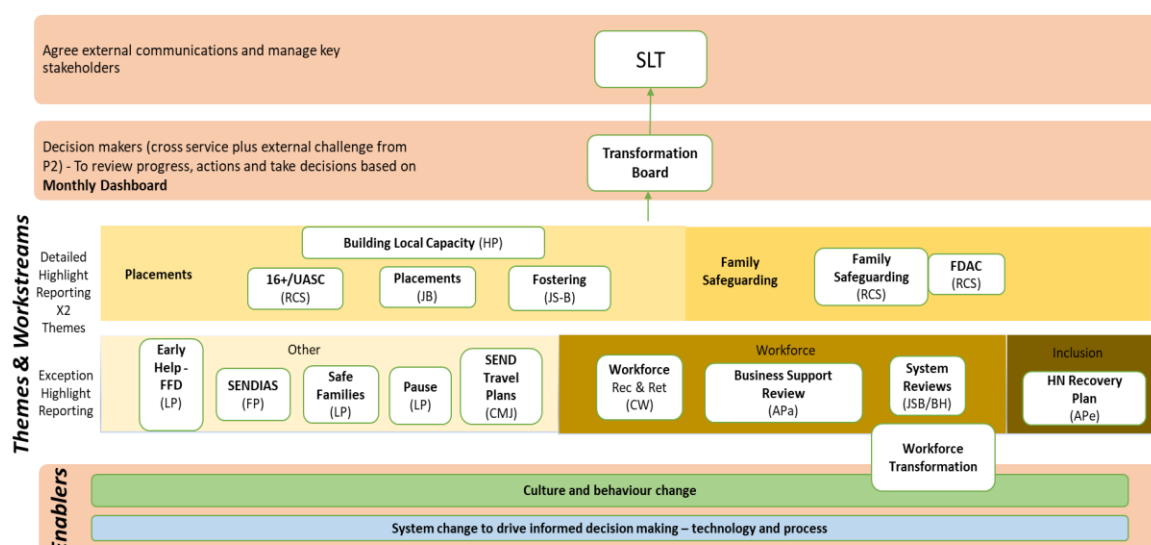 Agree external communications and manage key
stakeholders
SLT
Decision makers (cross service plus external challenge from
P2) - To review progress, actions and take decisions based on
Monthly Dashboard
Transformation
Board
Themes & Workstreams
Detailed
Highlight
Reporting
X2
Themes
Placements
Building Local Capacity (HP)
16+/UASC
(RCS)
Placements
(JB)
Fostering
(JS-B)
Family
Safeguarding
Family
Safeguarding
(RCS)
FDAC
(RCS)
Exception
Highlight
Reporting
Other
Early
Help -
FFD
(LP)
SENDIAS
(FP)
Safe
Families
(LP)
Pause
(LP)
SEND
Travel
Plans
(CMJ)
Workforce
Workforce
Rec & Ret
(CW)
Business Support
Review
(APa)
System
Reviews
(JSB/BH)
Inclusion
HN Recovery
Plan
(APe)
Workforce
Transformation
Enablers
Culture and behaviour change
System change to drive informed decision making – technology and process